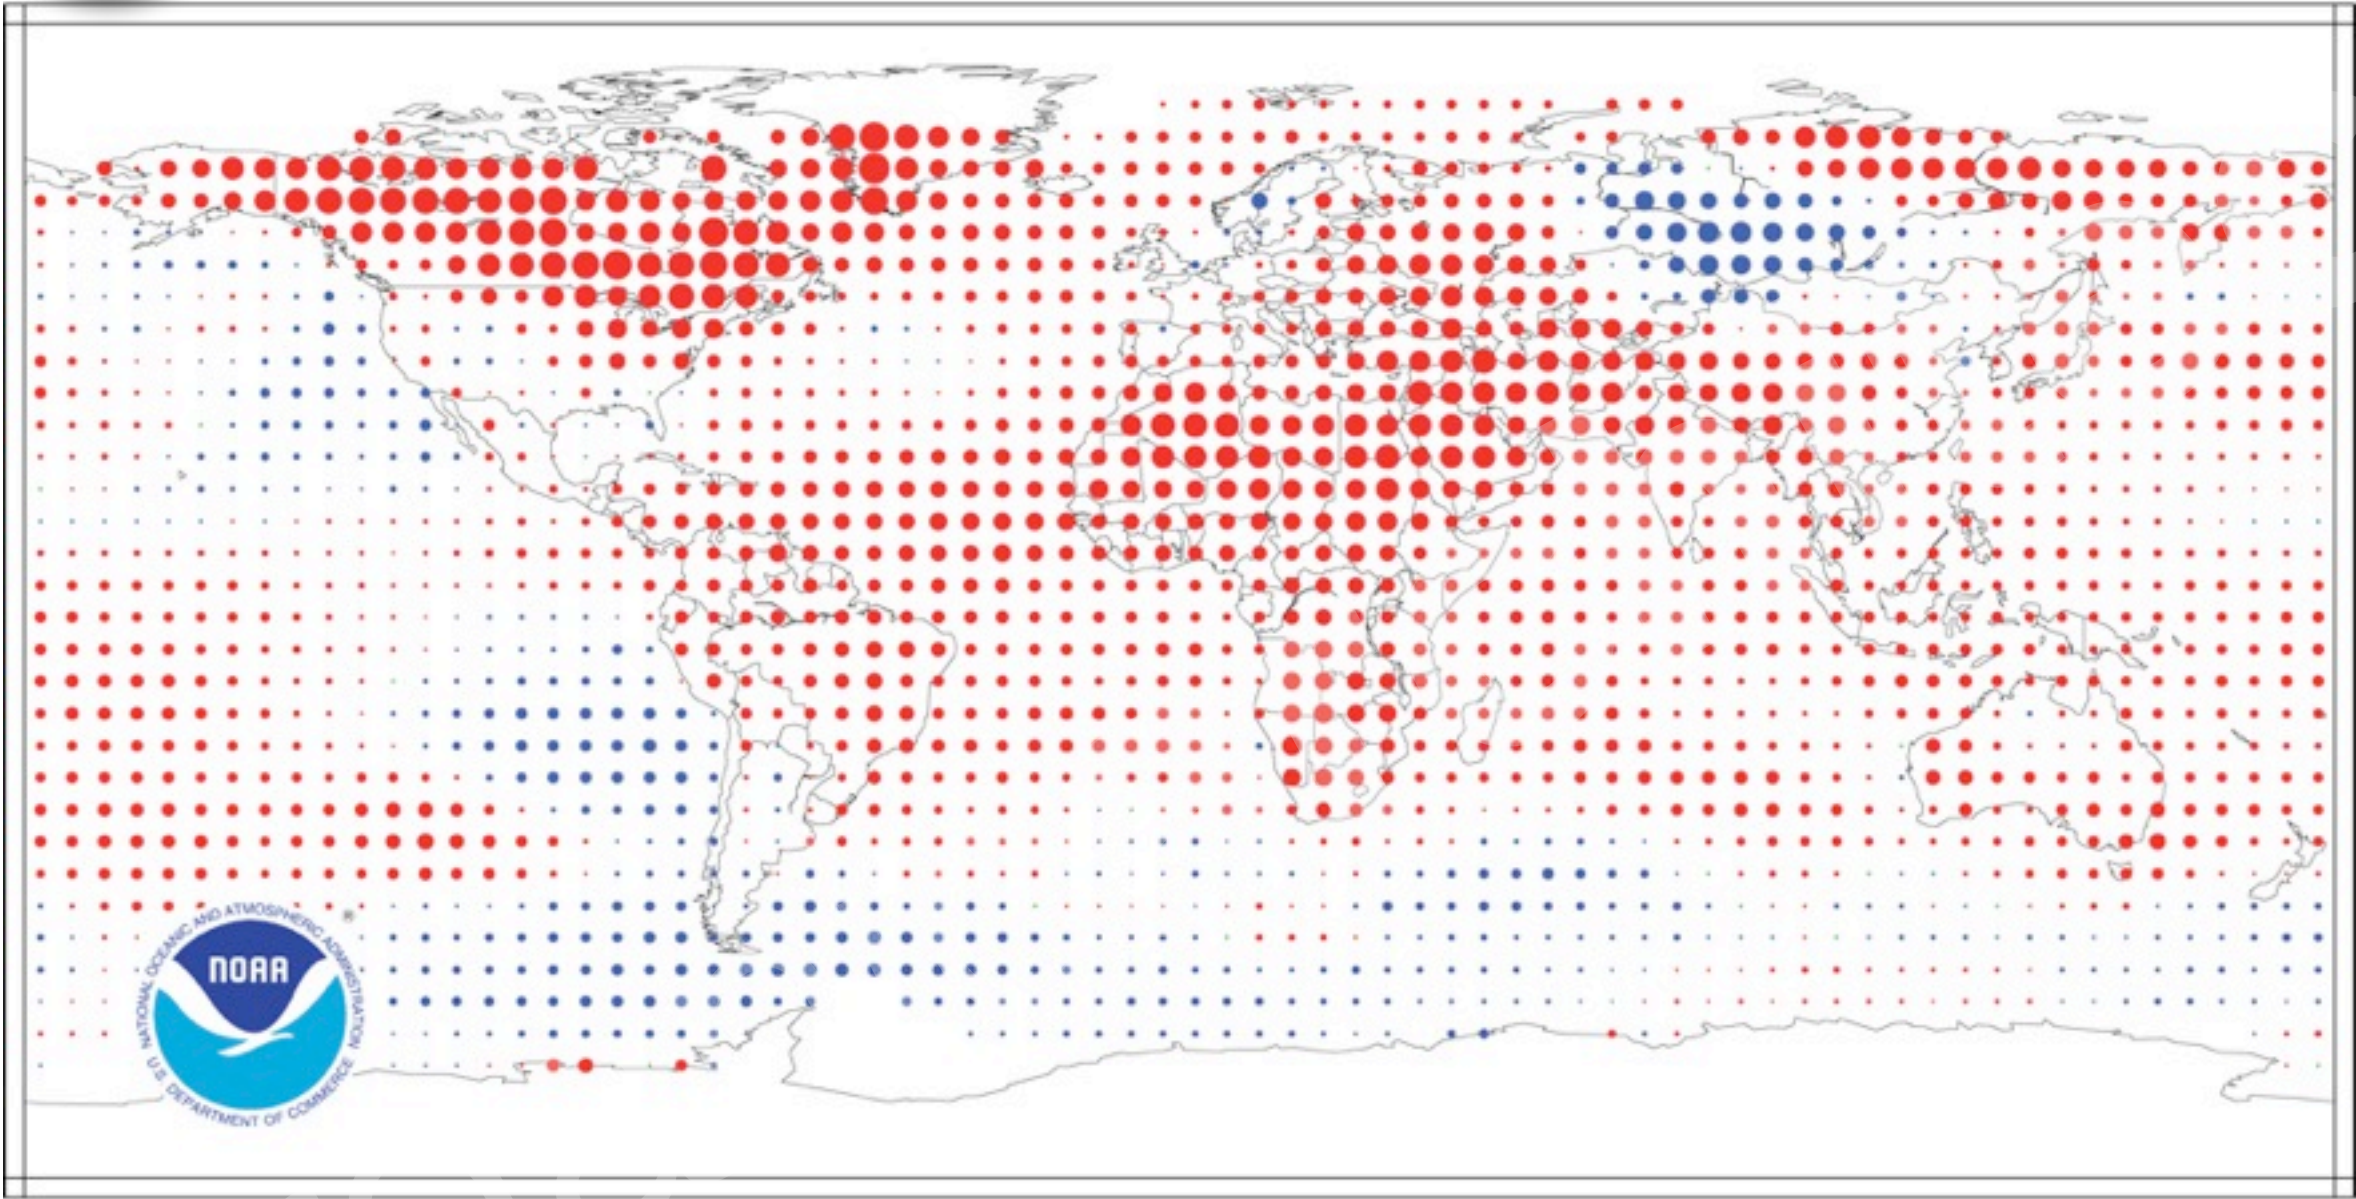 NATIONAL OCEANIC AND ATMOSPHERIC ADMINISTRATION
®
NOAA
U.S. DEPARTMENT OF COMMERCE